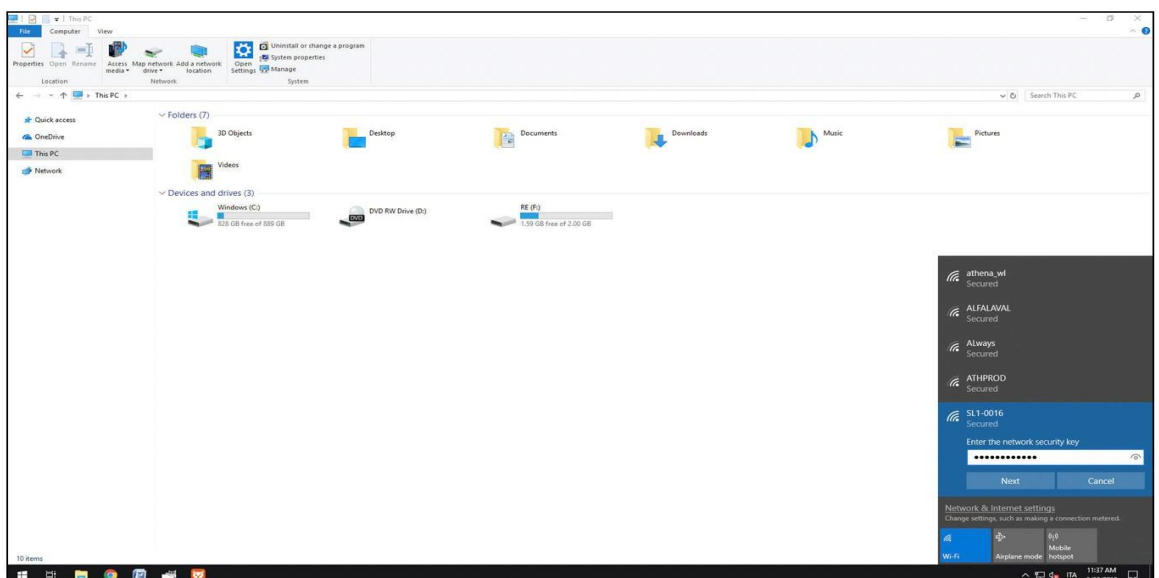 This PC
File Computer View
Properties Open Rename Access media Map network drive Add a network location Open Settings Uninstall or change a program
System properties
Manage
Location Network System
This PC
Search This PC
Quick access
OneDrive
This PC
Network
Folders (7)
3D Objects Desktop Documents Downloads Music Pictures
Videos
Devices and drives (3)
Windows (C:)
828 GB free of 889 GB
DVD RW Drive (D:)
RE (F:)
1.59 GB free of 2.00 GB
athena_wl
Secured
ALFALAVAL
Secured
ALways
Secured
ATHPROD
Secured
SL1-0016
Secured
Enter the network security key
Next Cancel
Network & Internet settings
Change settings, such as making a connection metered.
Wi-Fi Airplane mode Mobile hotspot
10 items
ITA 11:37 AM